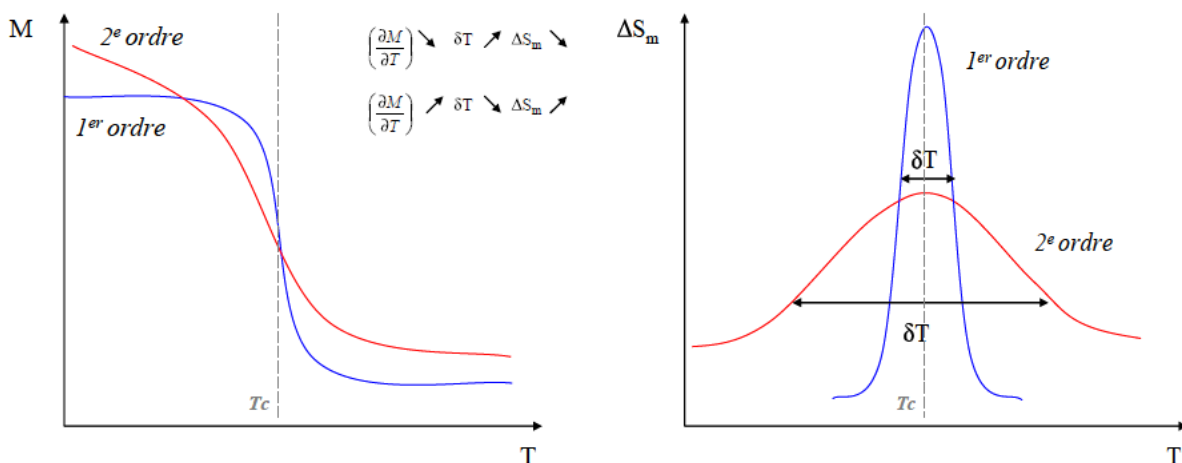 M
2e ordre
1er ordre
(∂M/∂T) ↘ δT ↗ ΔSm ↘
(∂M/∂T) ↗ δT ↘ ΔSm ↗
Tc
T
ΔSm
1er ordre
δT
2e ordre
δT
Tc
T